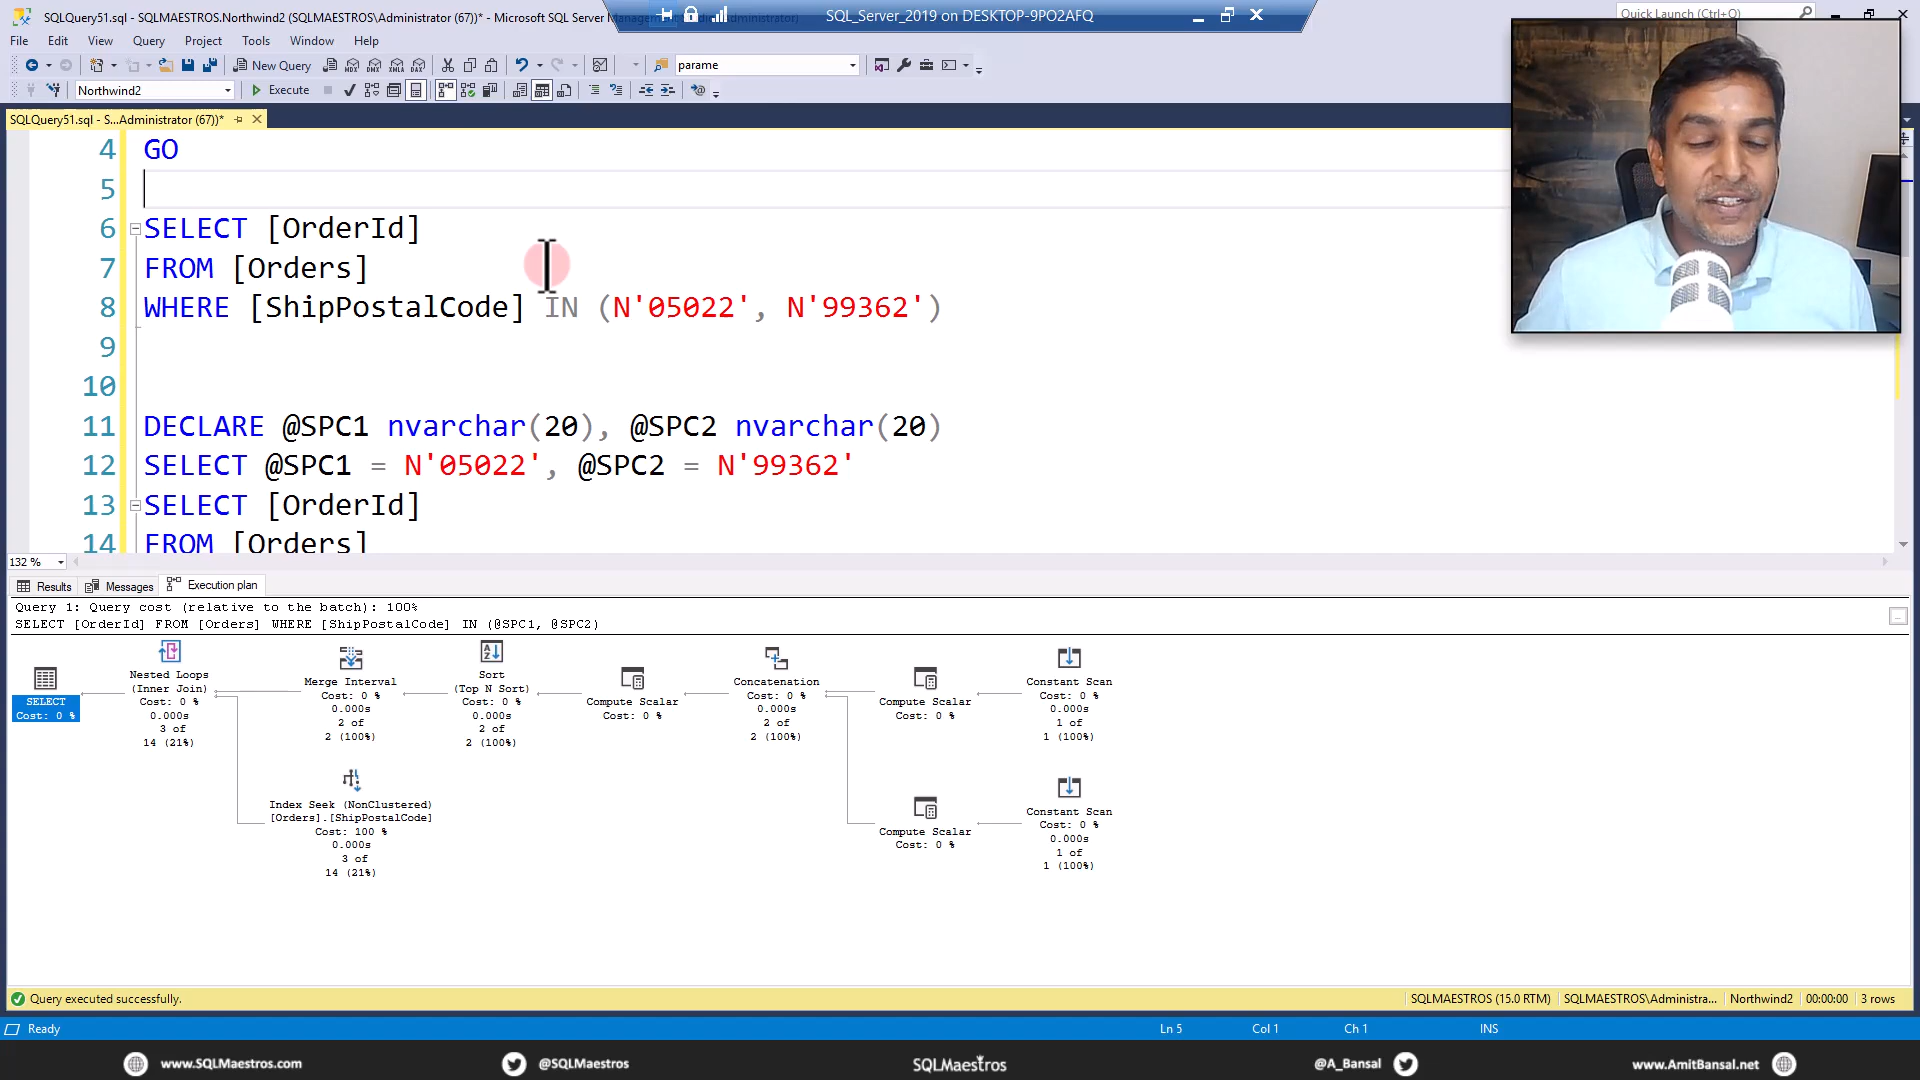 SQLQuery51.sql - SQLMAESTROS.Northwind2 (SQLMAESTROS\Administrator (67))* - Microsoft SQL Server
SQL_Server_2019 on DESKTOP-9PO2AFQ
Quick Launch (Ctrl+Q)
File Edit View Query Project Tools Window Help
New Query
MDX DMX XMLA DAX
parame
Northwind2
Execute
SQLQuery51.sql - S...Administrator (67))*
4 GO
5
6 SELECT [OrderId]
7 FROM [Orders]
8 WHERE [ShipPostalCode] IN (N'05022', N'99362')
9
10
11 DECLARE @SPC1 nvarchar(20), @SPC2 nvarchar(20)
12 SELECT @SPC1 = N'05022', @SPC2 = N'99362'
13 SELECT [OrderId]
14 FROM [Orders]
132 %
Results Messages Execution plan
Query 1: Query cost (relative to the batch): 100%
SELECT [OrderId] FROM [Orders] WHERE [ShipPostalCode] IN (@SPC1, @SPC2)
SELECT
Cost: 0 %
Nested Loops
(Inner Join)
Cost: 0 %
0.000s
3 of
14 (21%)
Merge Interval
Cost: 0 %
0.000s
2 of
2 (100%)
Sort
(Top N Sort)
Cost: 0 %
0.000s
2 of
2 (100%)
Compute Scalar
Cost: 0 %
Concatenation
Cost: 0 %
0.000s
2 of
2 (100%)
Compute Scalar
Cost: 0 %
Constant Scan
Cost: 0 %
0.000s
1 of
1 (100%)
Index Seek (NonClustered)
[Orders].[ShipPostalCode]
Cost: 100 %
0.000s
3 of
14 (21%)
Compute Scalar
Cost: 0 %
Constant Scan
Cost: 0 %
0.000s
1 of
1 (100%)
Query executed successfully.
SQLMAESTROS (15.0 RTM) SQLMAESTROS\Administra... Northwind2 00:00:00 3 rows
Ready
Ln 5 Col 1 Ch 1 INS
www.SQLMaestros.com @SQLMaestros SQLMaestros @A_Bansal www.AmitBansal.net